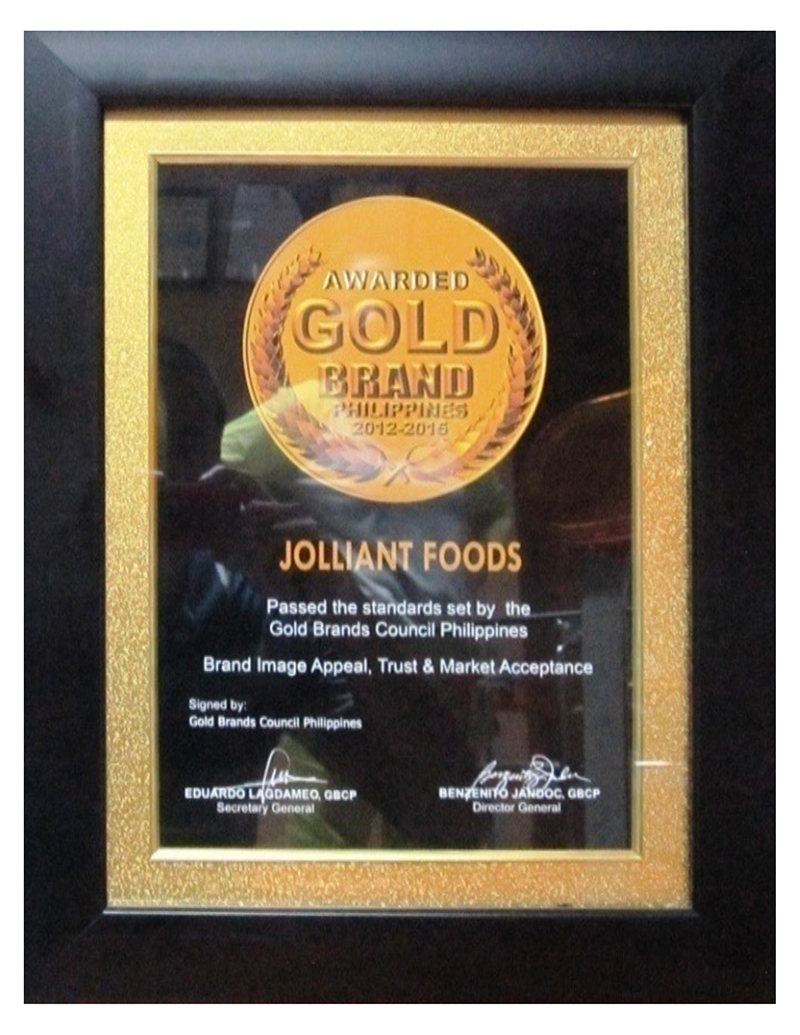 AWARDED
GOLD
BRAND
PHILIPPINES
2012-2015
JOLLIANT FOODS
Passed the standards set by the
Gold Brands Council Philippines
Brand Image Appeal, Trust & Market Acceptance
Signed by:
Gold Brands Council Philippines
EDUARDO LAGDAMEO, GBCP
Secretary General
BENZENITO JANDOC, GBCP
Director General